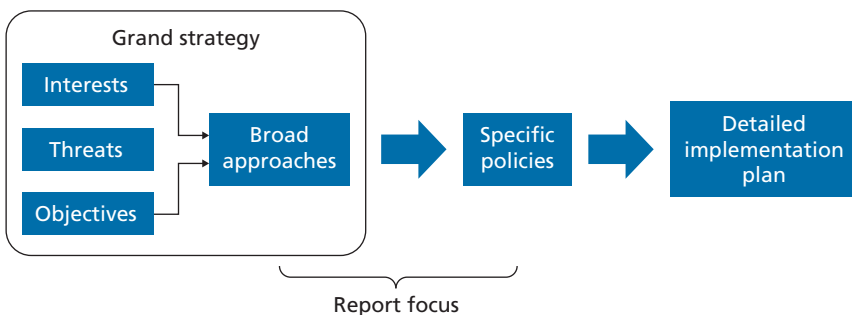 Grand strategy
Interests
Threats
Objectives
Broad
approaches
Specific
policies
Detailed
implementation
plan
Report focus